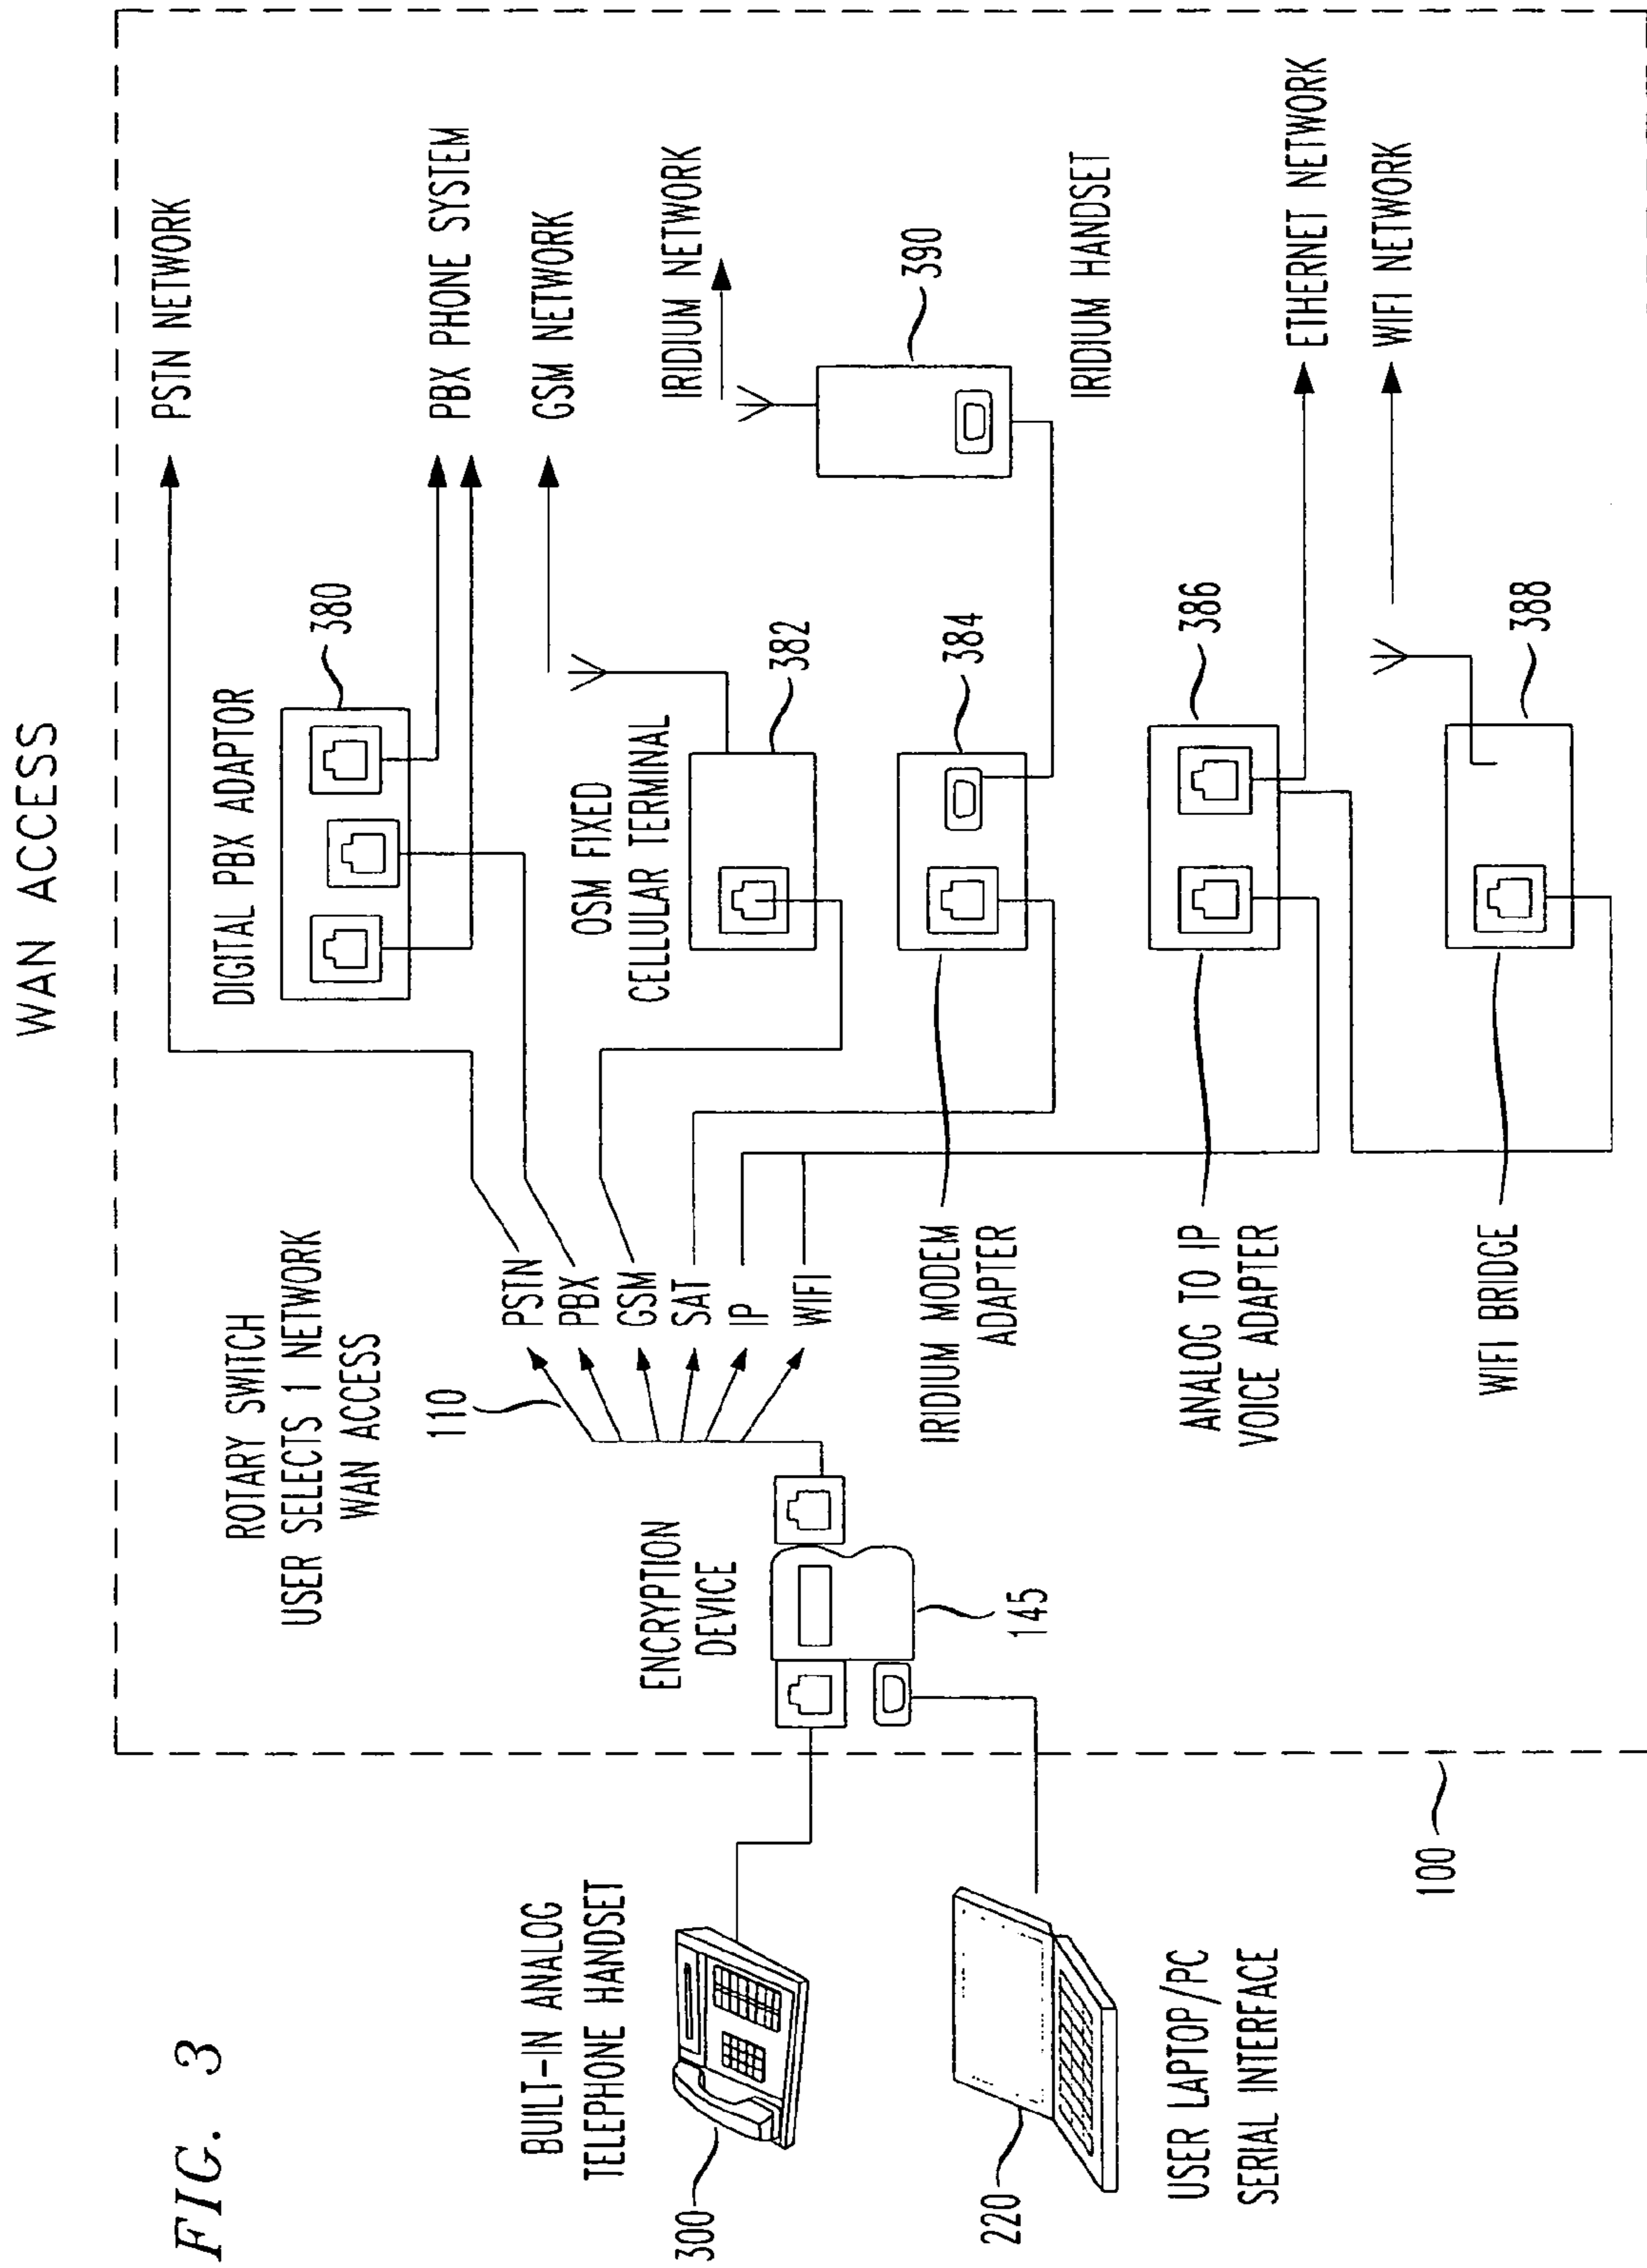 FIG. 3
WAN ACCESS
BUILT-IN ANALOG
TELEPHONE HANDSET
300
220
USER LAPTOP/PC
SERIAL INTERFACE
100
ENCRYPTION
DEVICE
145
ROTARY SWITCH
USER SELECTS 1 NETWORK
WAN ACCESS
110
PSTN
PBX
GSM
SAT
IP
WIFI
DIGITAL PBX ADAPTOR
380
OSM FIXED
CELLULAR TERMINAL
382
384
IRIDIUM MODEM
ADAPTER
386
ANALOG TO IP
VOICE ADAPTER
388
WIFI BRIDGE
PSTN NETWORK
PBX PHONE SYSTEM
GSM NETWORK
IRIDIUM NETWORK
390
IRIDIUM HANDSET
ETHERNET NETWORK
WIFI NETWORK